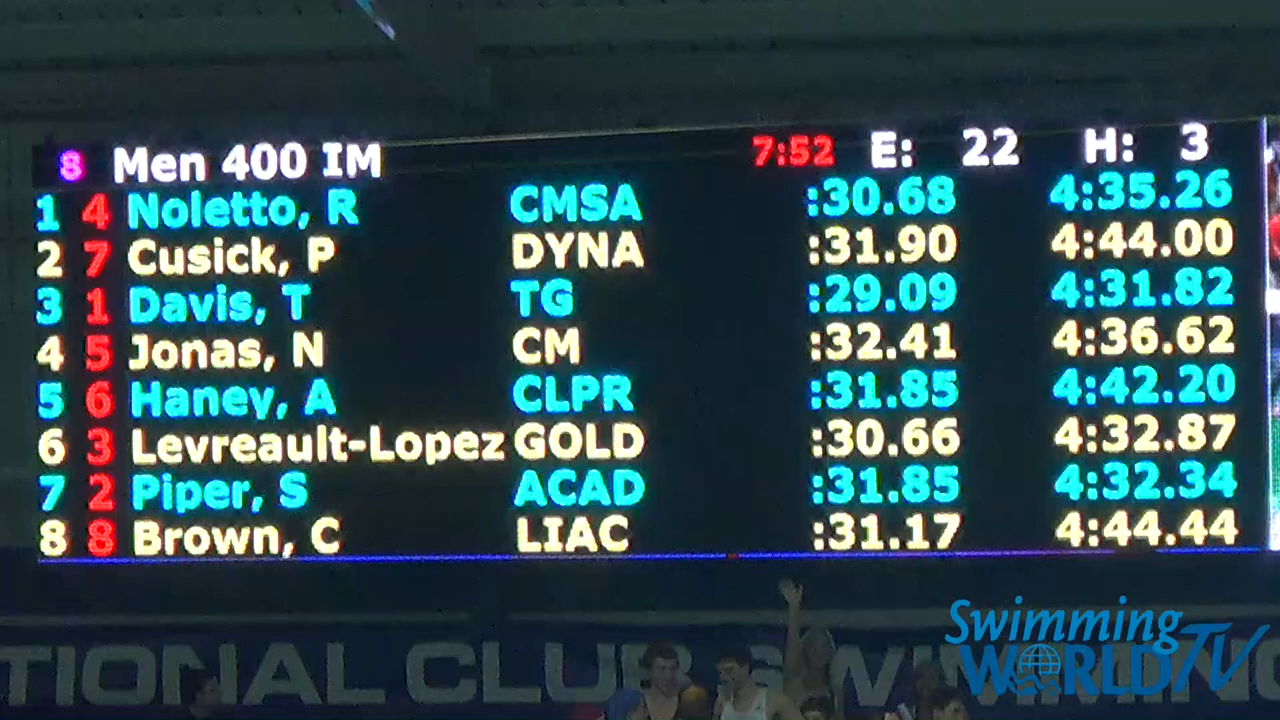 8 Men 400 IM 7:52 E: 22 H: 3
1 4 Noletto, R CMSA :30.68 4:35.26
2 7 Cusick, P DYNA :31.90 4:44.00
3 1 Davis, T TG :29.09 4:31.82
4 5 Jonas, N CM :32.41 4:36.62
5 6 Haney, A CLPR :31.85 4:42.20
6 3 Levreault-Lopez GOLD :30.66 4:32.87
7 2 Piper, S ACAD :31.85 4:32.34
8 8 Brown, C LIAC :31.17 4:44.44
TIONAL CLUB SWIMMING
Swimming
WORLD TV